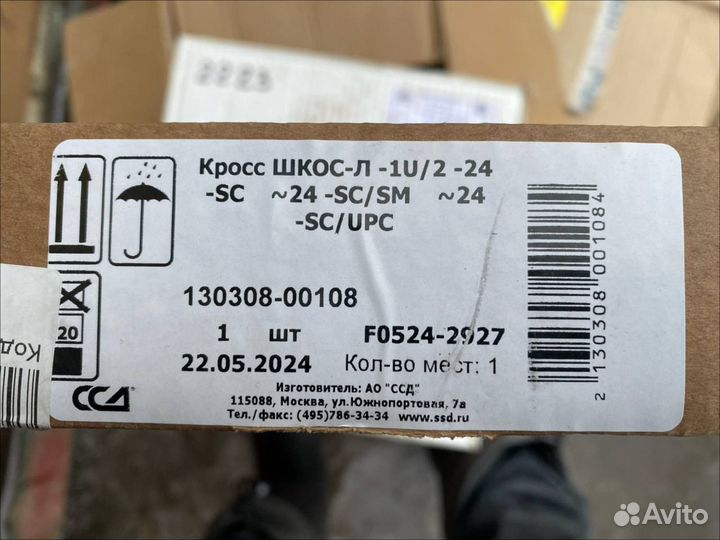 2223
Кросс ШКОС-Л -1U/2 -24
-SC ~24 -SC/SM ~24
-SC/UPC
130308-00108
1 шт F0524-2927
22.05.2024 Кол-во мест: 1
Изготовитель: АО "ССД"
115088, Москва, ул.Южнопортовая, 7а
Тел./факс: (495)786-34-34 www.ssd.ru
20
ССД
Код
2 130308 001084
Avito